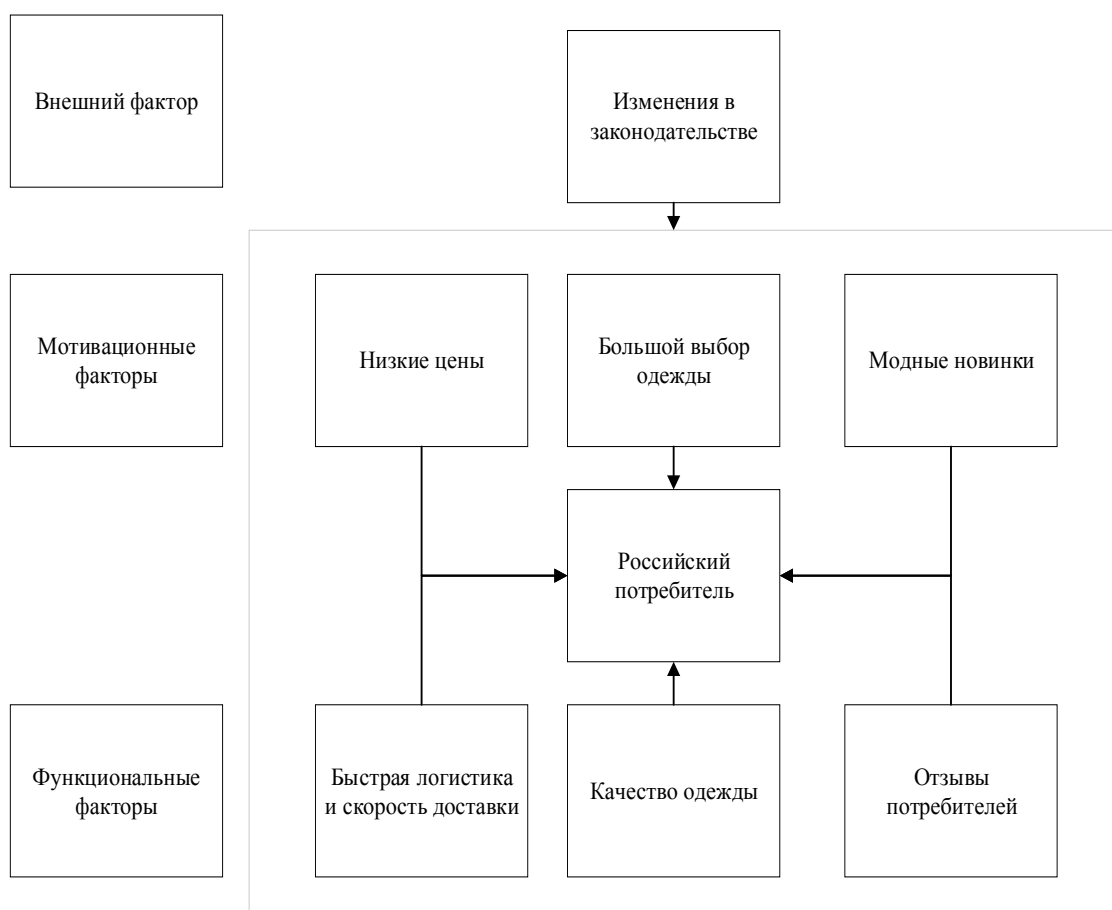 Внешний фактор
Изменения в
законодательстве
Мотивационные
факторы
Низкие цены
Большой выбор
одежды
Модные новинки
Российский
потребитель
Функциональные
факторы
Быстрая логистика
и скорость доставки
Качество одежды
Отзывы
потребителей